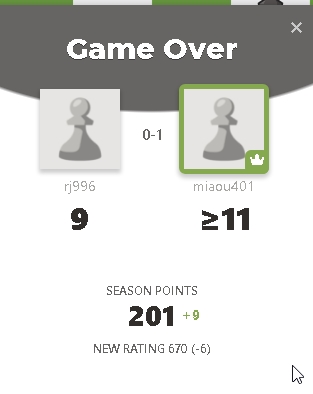 Game Over
0-1
rj996
miaou401
9
≥11
SEASON POINTS
201 +9
NEW RATING 670 (-6)